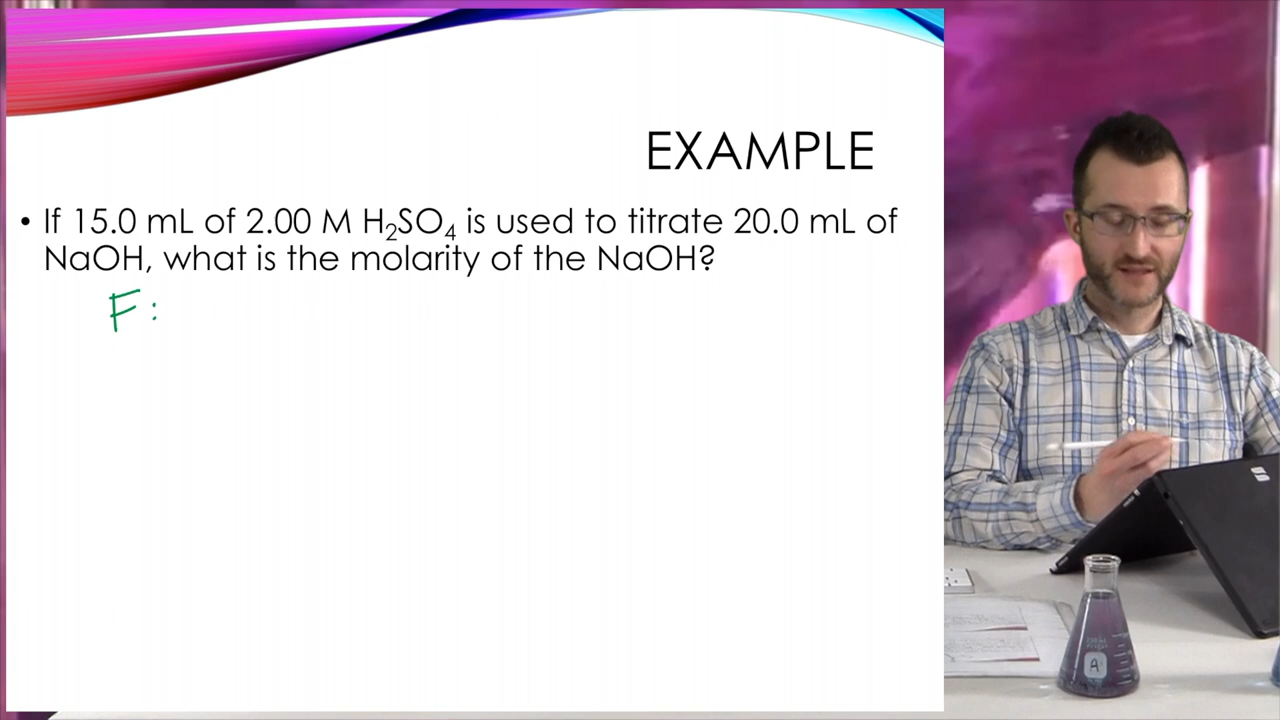 EXAMPLE
• If 15.0 mL of 2.00 M H₂SO₄ is used to titrate 20.0 mL of
NaOH, what is the molarity of the NaOH?
F:
A